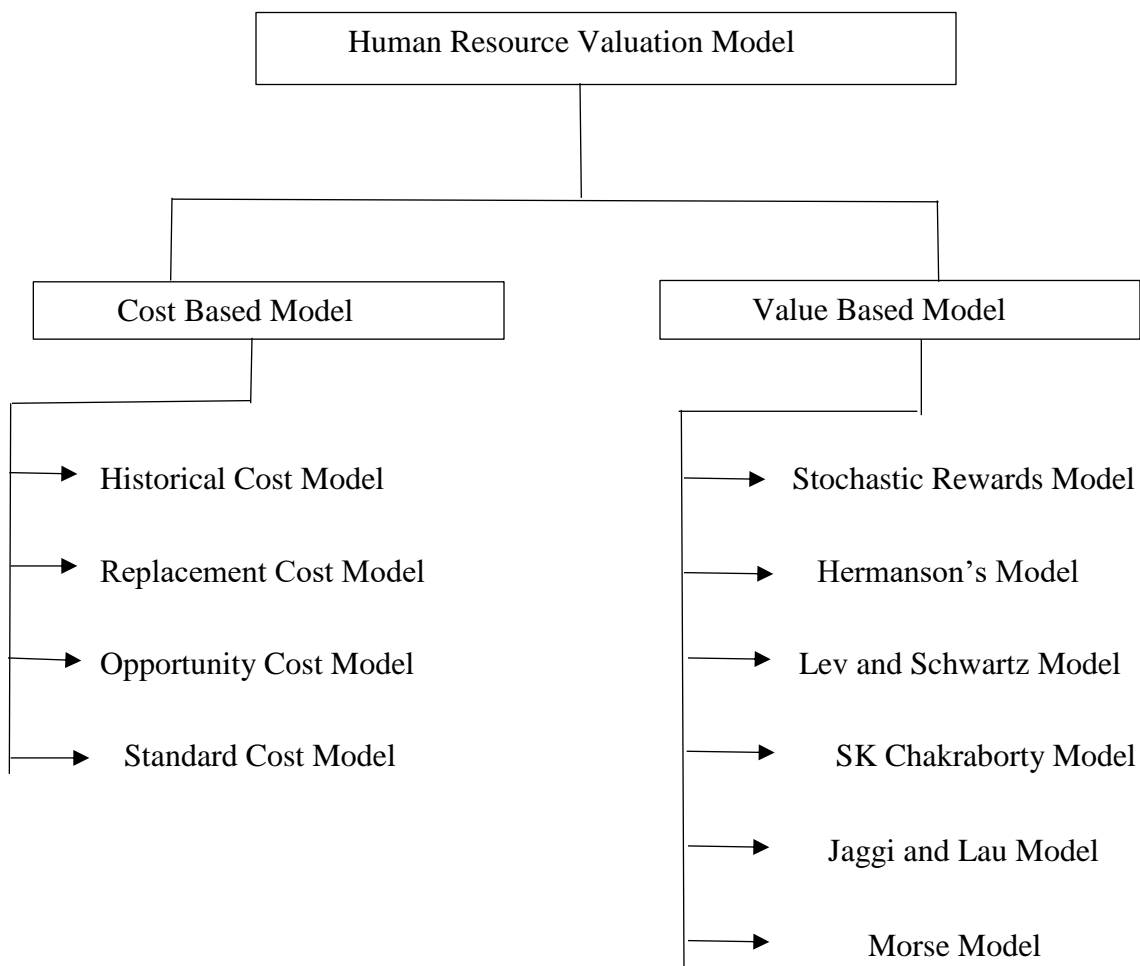 Human Resource Valuation Model
Cost Based Model
Historical Cost Model
Replacement Cost Model
Opportunity Cost Model
Standard Cost Model
Value Based Model
Stochastic Rewards Model
Hermanson’s Model
Lev and Schwartz Model
SK Chakraborty Model
Jaggi and Lau Model
Morse Model